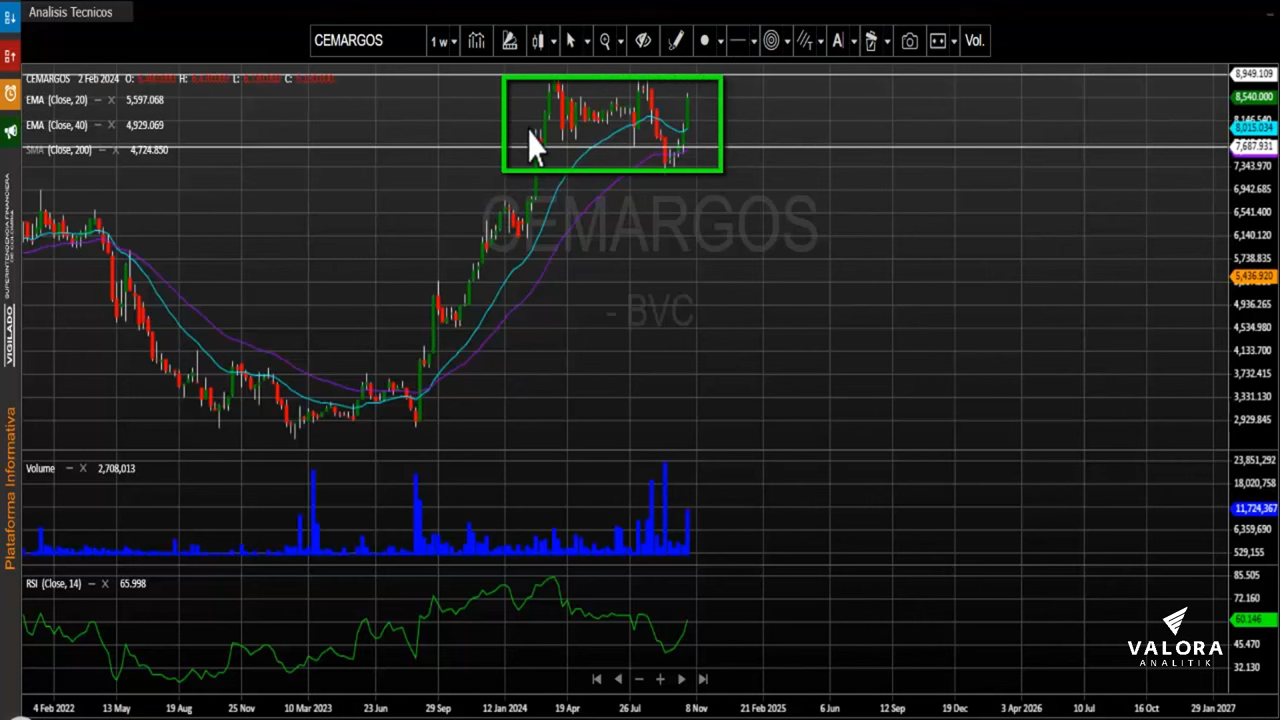 Analisis Tecnicos
CEMARGOS
1 w
A
Vol.
CEMARGOS 2 Feb 2024 O: H: L: C:
EMA (Close, 20) – X 5,597.068
EMA (Close, 40) – X 4,929.069
SMA (Close, 200) – X 4,724.850
8,949.109
8,540.000
8,146.540
8,015.034
7,687.931
7,343.970
6,942.685
6,541.400
6,140.120
5,738.835
5,436.920
4,936.265
4,534.980
4,133.700
3,732.415
3,331.130
2,929.845
CEMARGOS
- BVC
Volume – X 2,708,013
23,851,292
18,020,758
11,724,367
6,359,690
529,155
RSI (Close, 14) – X 65.998
85.505
72.160
60.146
45.470
32.130
4 Feb 2022 13 May 19 Aug 25 Nov 10 Mar 2023 23 Jun 29 Sep 12 Jan 2024 19 Apr 26 Jul 8 Nov 21 Feb 2025 6 Jun 12 Sep 19 Dec 3 Apr 2026 10 Jul 16 Oct 29 Jan 2027
VALORA
ANALITIK
SUPERINTENDENCIA FINANCIERA
DE COLOMBIA
VIGILADO
Plataforma Informativa